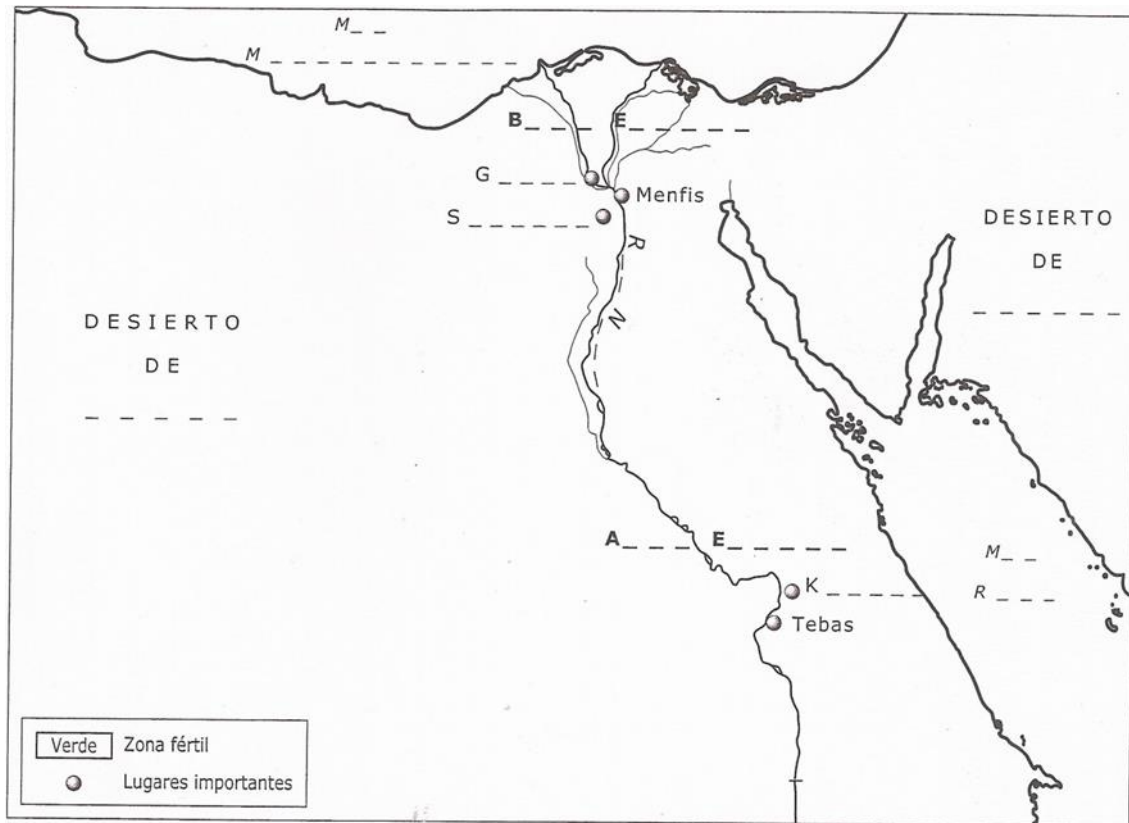 M_ _
M _ _ _ _ _ _ _ _ _ _ _ _ _
B_ _ _ _ E_ _ _ _ _ _
G _ _ _ _ _
Menfis
S _ _ _ _ _ _
R _
N _ _ _
DESIERTO
DE
_ _ _ _ _ _
DESIERTO
DE
_ _ _ _ _ _
A_ _ _ _ E_ _ _ _ _ _
M_ _
R _ _ _ _
K _ _ _ _ _ _
Tebas
Verde Zona fértil
Lugares importantes